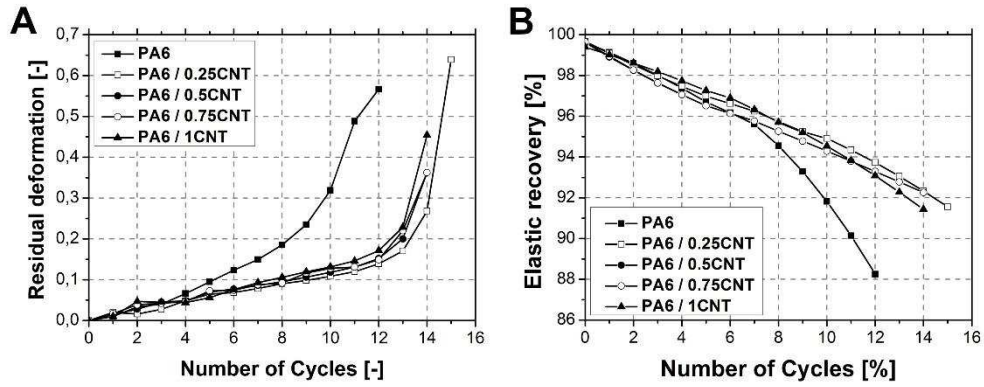 A
Residual deformation [-]
0,7
0,6
0,5
0,4
0,3
0,2
0,1
0,0
PA6
PA6 / 0.25CNT
PA6 / 0.5CNT
PA6 / 0.75CNT
PA6 / 1CNT
0 2 4 6 8 10 12 14 16
Number of Cycles [-]
B
Elastic recovery [%]
100
98
96
94
92
90
88
86
PA6
PA6 / 0.25CNT
PA6 / 0.5CNT
PA6 / 0.75CNT
PA6 / 1CNT
0 2 4 6 8 10 12 14 16
Number of Cycles [%]